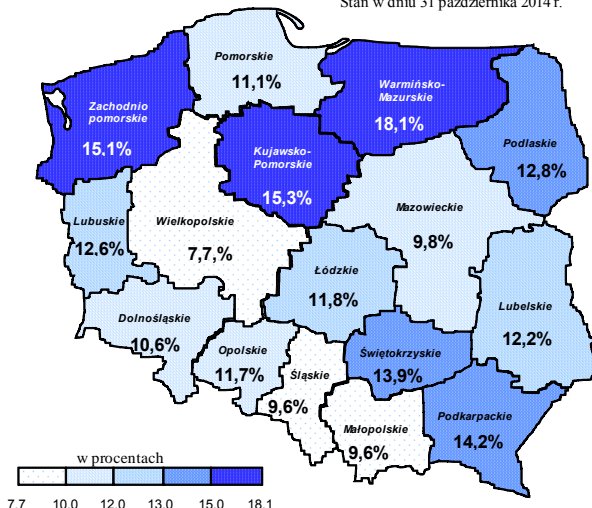 Stan w dniu 31 października 2014 r.
Pomorskie
11,1%
Warmińsko-
Mazurskie
18,1%
Zachodnio
pomorskie
15,1%
Kujawsko-
Pomorskie
15,3%
Podlaskie
12,8%
Lubuskie
12,6%
Wielkopolskie
7,7,%
Mazowieckie
9,8%
Łódzkie
11,8%
Lubelskie
12,2%
Dolnośląskie
10,6%
Opolskie
11,7%
Śląskie
9,6%
Świętokrzyskie
13,9%
Małopolskie
9,6%
Podkarpackie
14,2%
w procentach
7.7 10.0 12.0 13.0 15.0 18.1